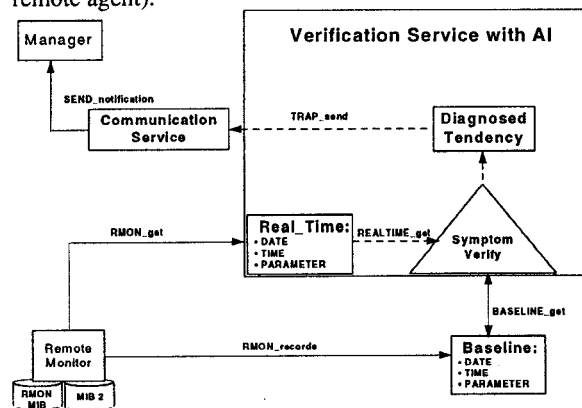 remote agent).
Manager
Verification Service with AI
SEND_notification
Communication
Service
TRAP_send
Diagnosed
Tendency
RMON_get
Real_Time:
• DATE
• TIME
• PARAMETER
REALTIME_get
Symptom
Verify
BASELINE_get
Remote
Monitor
RMON_recordes
Baseline:
• DATE
• TIME
• PARAMETER
RMON
MIB
MIB 2